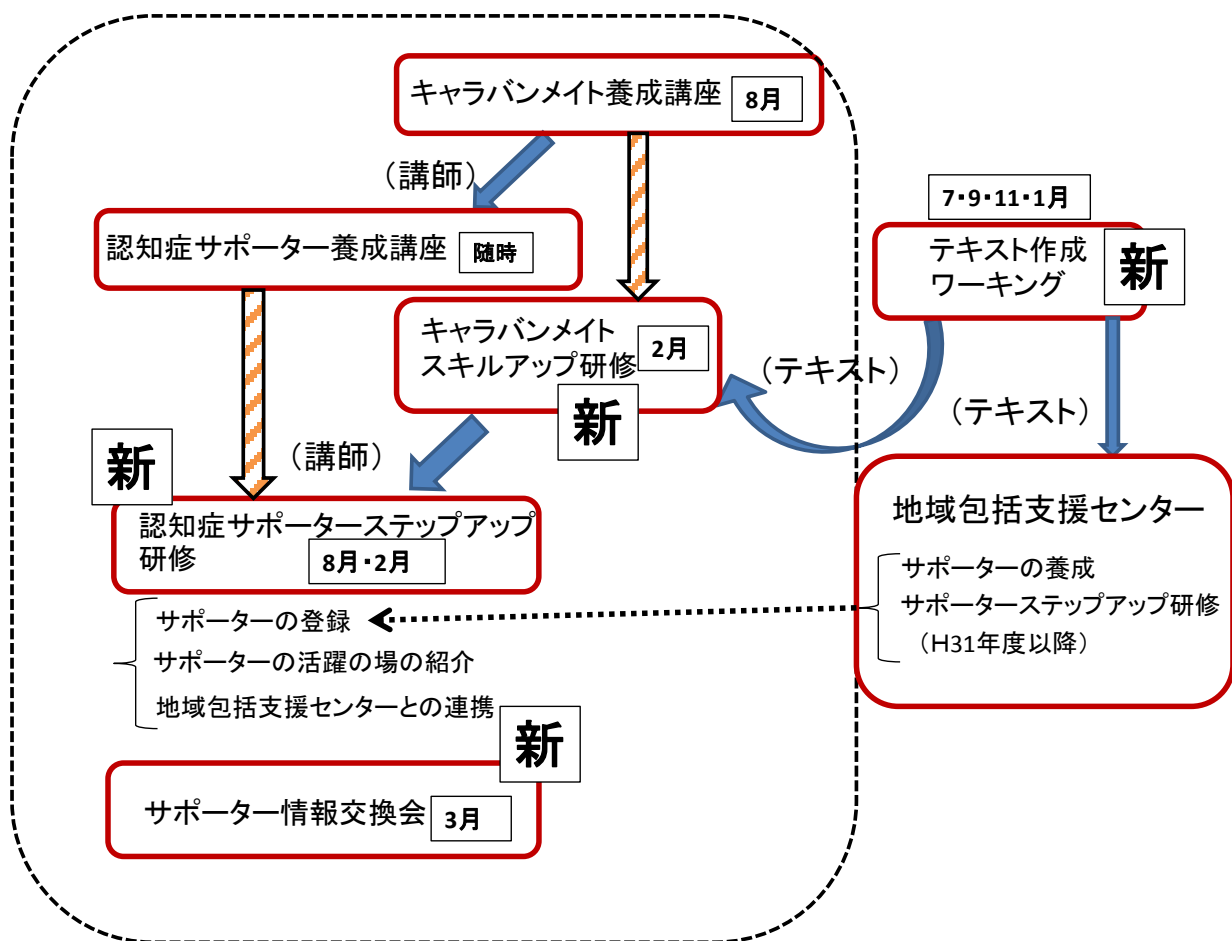 キャラバンメイト養成講座
8月
(講師)
認知症サポーター養成講座
随時
7・9・11・1月
テキスト作成
ワーキング
新
キャラバンメイト
スキルアップ研修
2月
新
(テキスト)
(テキスト)
新
(講師)
認知症サポーターステップアップ
研修
8月・2月
サポーターの登録
サポーターの活躍の場の紹介
地域包括支援センターとの連携
地域包括支援センター
サポーターの養成
サポーターステップアップ研修
(H31年度以降)
新
サポーター情報交換会
3月